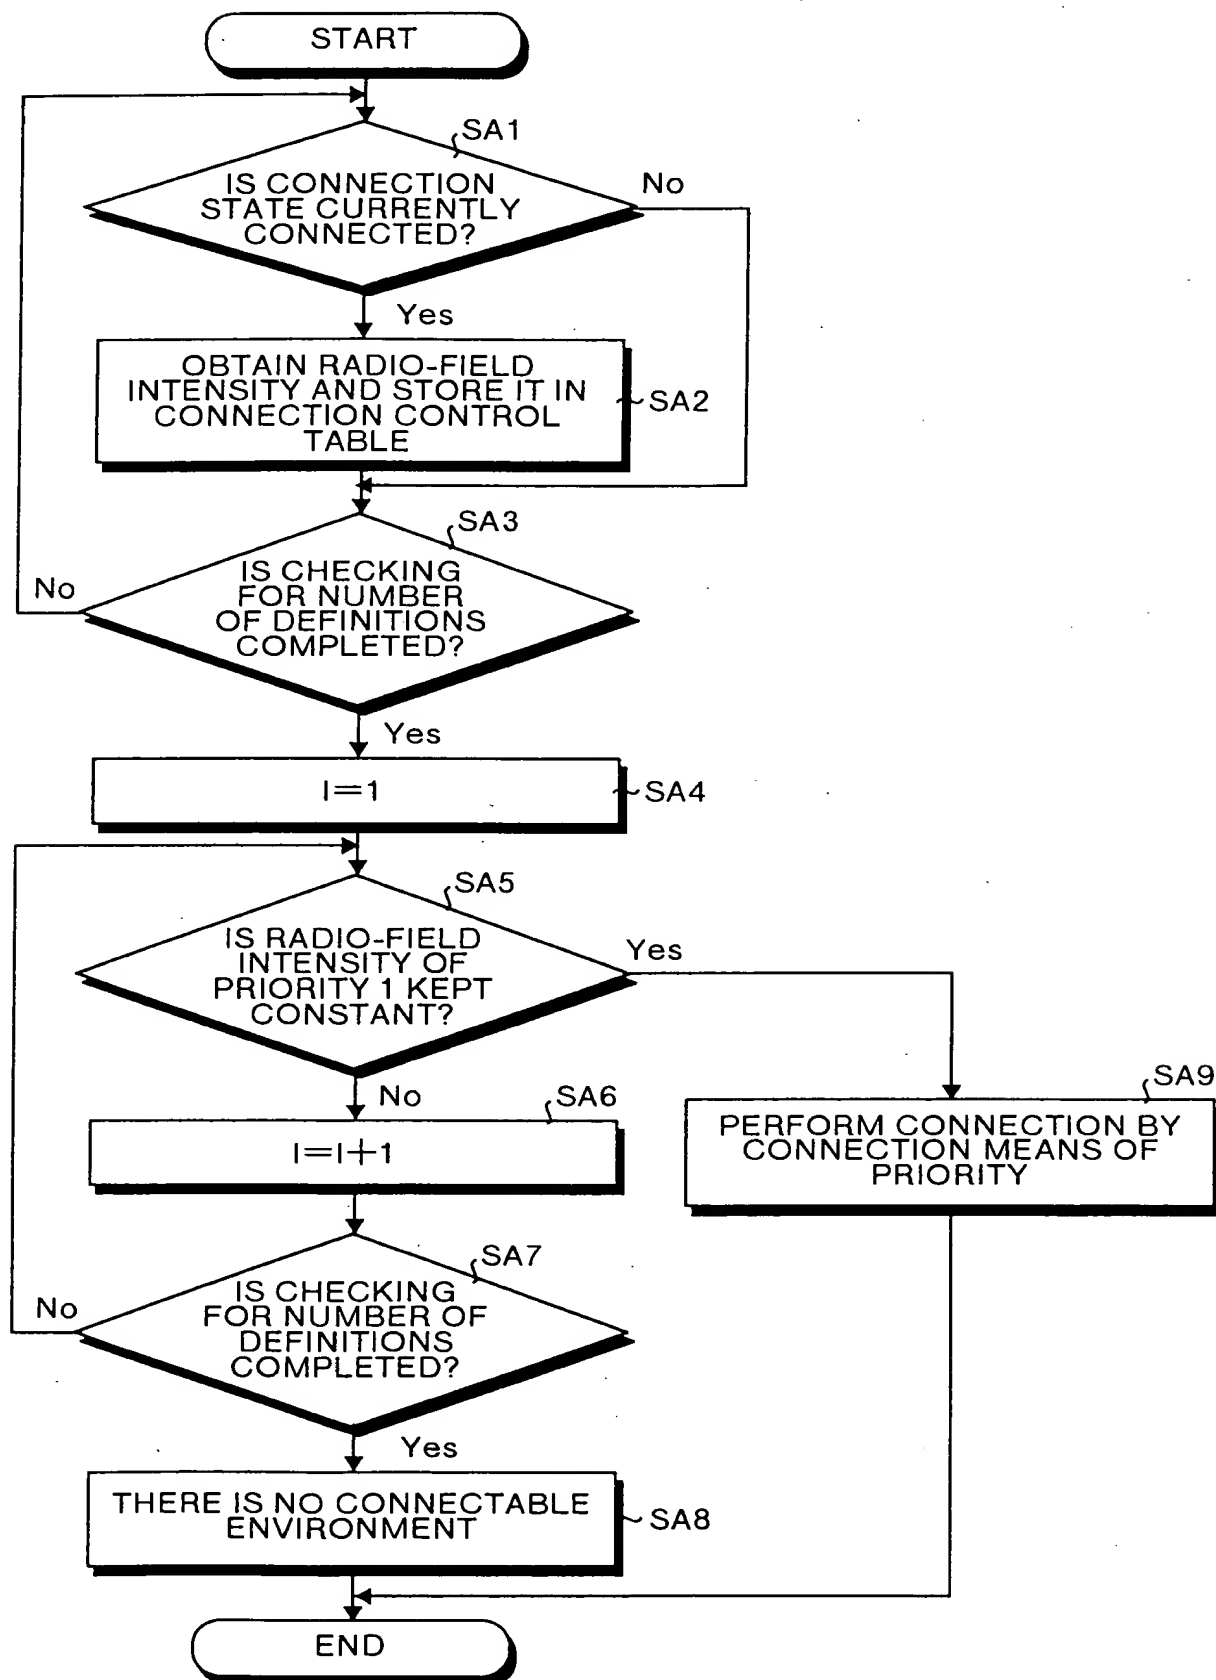 START
SA1
IS CONNECTION
STATE CURRENTLY
CONNECTED?
No
Yes
OBTAIN RADIO-FIELD
INTENSITY AND STORE IT IN
CONNECTION CONTROL
TABLE
SA2
SA3
IS CHECKING
FOR NUMBER
OF DEFINITIONS
COMPLETED?
No
Yes
I=1
SA4
SA5
IS RADIO-FIELD
INTENSITY OF
PRIORITY 1 KEPT
CONSTANT?
Yes
No
SA6
I=I+1
SA9
PERFORM CONNECTION BY
CONNECTION MEANS OF
PRIORITY
SA7
IS CHECKING
FOR NUMBER OF
DEFINITIONS
COMPLETED?
No
Yes
THERE IS NO CONNECTABLE
ENVIRONMENT
SA8
END